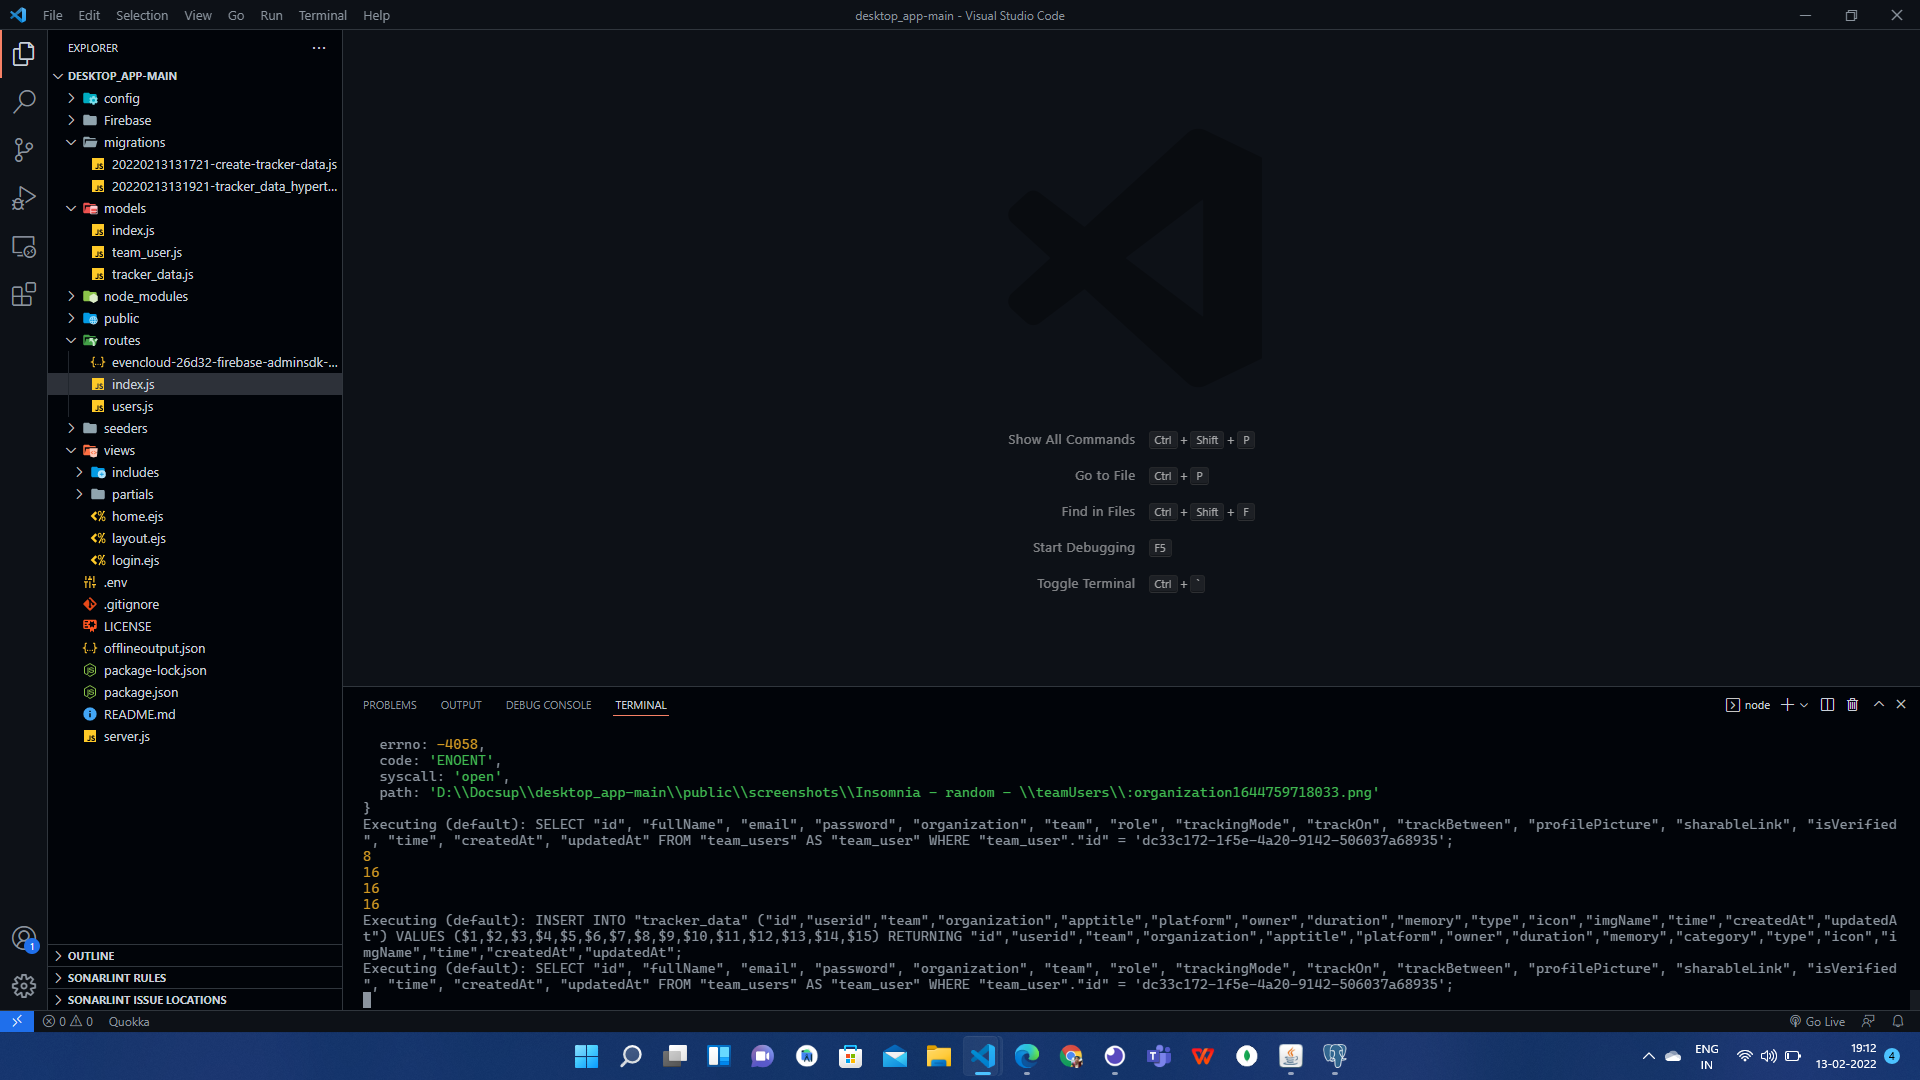 File Edit Selection View Go Run Terminal Help
desktop_app-main - Visual Studio Code
EXPLORER
DESKTOP_APP-MAIN
config
Firebase
migrations
20220213131721-create-tracker-data.js
20220213131921-tracker_data_hypert...
models
index.js
team_user.js
tracker_data.js
node_modules
public
routes
evencloud-26d32-firebase-adminsdk-...
index.js
users.js
seeders
views
includes
partials
home.ejs
layout.ejs
login.ejs
.env
.gitignore
LICENSE
offlineoutput.json
package-lock.json
package.json
README.md
server.js
OUTLINE
SONARLINT RULES
SONARLINT ISSUE LOCATIONS
Show All Commands Ctrl + Shift + P
Go to File Ctrl + P
Find in Files Ctrl + Shift + F
Start Debugging F5
Toggle Terminal Ctrl + `
PROBLEMS OUTPUT DEBUG CONSOLE TERMINAL
node
errno: -4058,
code: 'ENOENT',
syscall: 'open',
path: 'D:\\Docsup\\desktop_app-main\\public\\screenshots\\Insomnia - random - \\teamUsers\\:organization1644759718033.png'
}
Executing (default): SELECT "id", "fullName", "email", "password", "organization", "team", "role", "trackingMode", "trackOn", "trackBetween", "profilePicture", "sharableLink", "isVerified
", "time", "createdAt", "updatedAt" FROM "team_users" AS "team_user" WHERE "team_user"."id" = 'dc33c172-1f5e-4a20-9142-506037a68935';
8
16
16
16
Executing (default): INSERT INTO "tracker_data" ("id","userid","team","organization","apptitle","platform","owner","duration","memory","type","icon","imgName","time","createdAt","updatedA
t") VALUES ($1,$2,$3,$4,$5,$6,$7,$8,$9,$10,$11,$12,$13,$14,$15) RETURNING "id","userid","team","organization","apptitle","platform","owner","duration","memory","category","type","icon","i
mgName","time","createdAt","updatedAt";
Executing (default): SELECT "id", "fullName", "email", "password", "organization", "team", "role", "trackingMode", "trackOn", "trackBetween", "profilePicture", "sharableLink", "isVerified
", "time", "createdAt", "updatedAt" FROM "team_users" AS "team_user" WHERE "team_user"."id" = 'dc33c172-1f5e-4a20-9142-506037a68935';
1
0 0 Quokka
Go Live
ENG
IN
19:12
13-02-2022
4